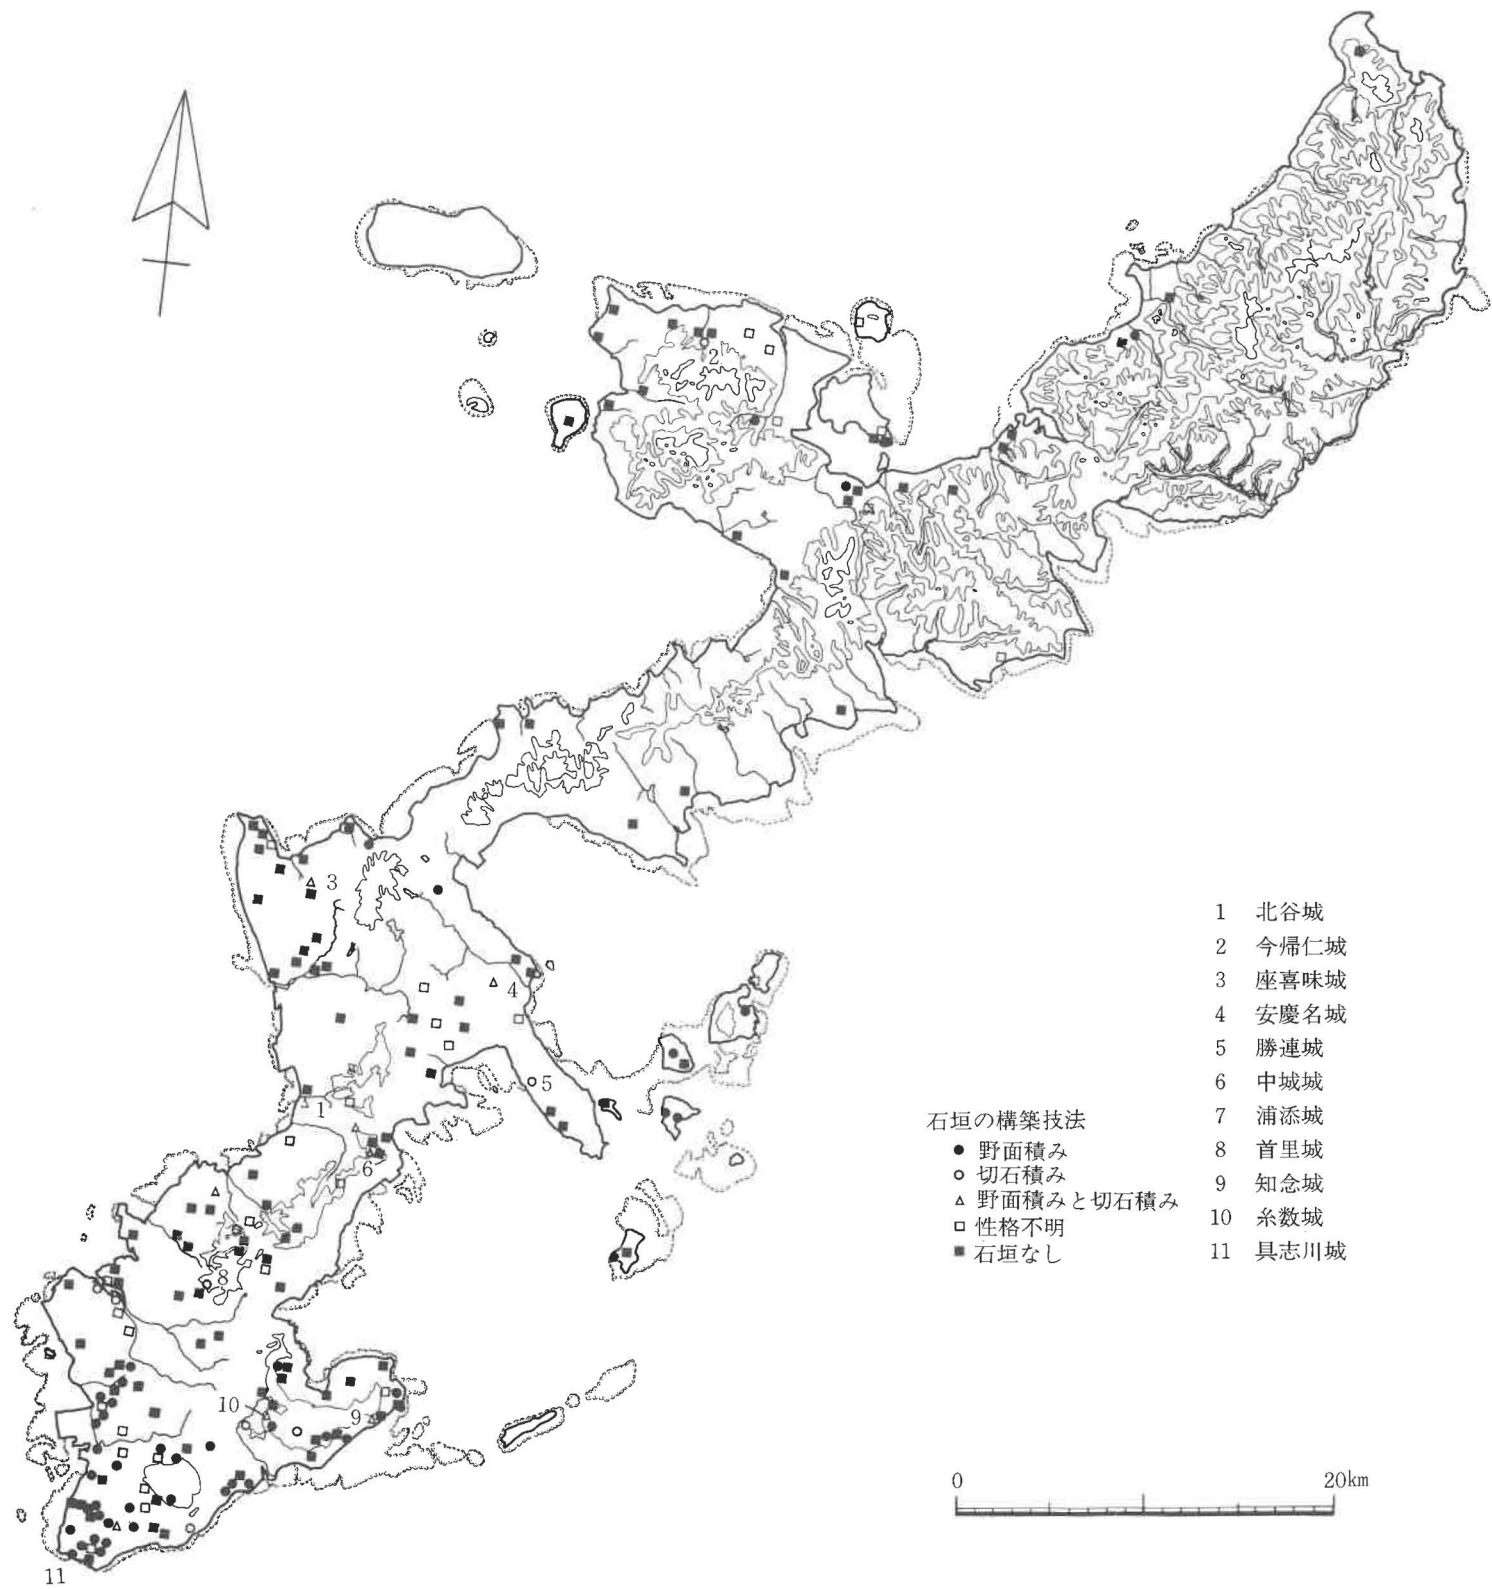 2
3
4
5
1
6
8
10
9
11
1 北谷城
2 今帰仁城
3 座喜味城
4 安慶名城
5 勝連城
6 中城城
7 浦添城
8 首里城
9 知念城
10 糸数城
11 具志川城
石垣の構築技法
● 野面積み
○ 切石積み
△ 野面積みと切石積み
□ 性格不明
■ 石垣なし
0 20km